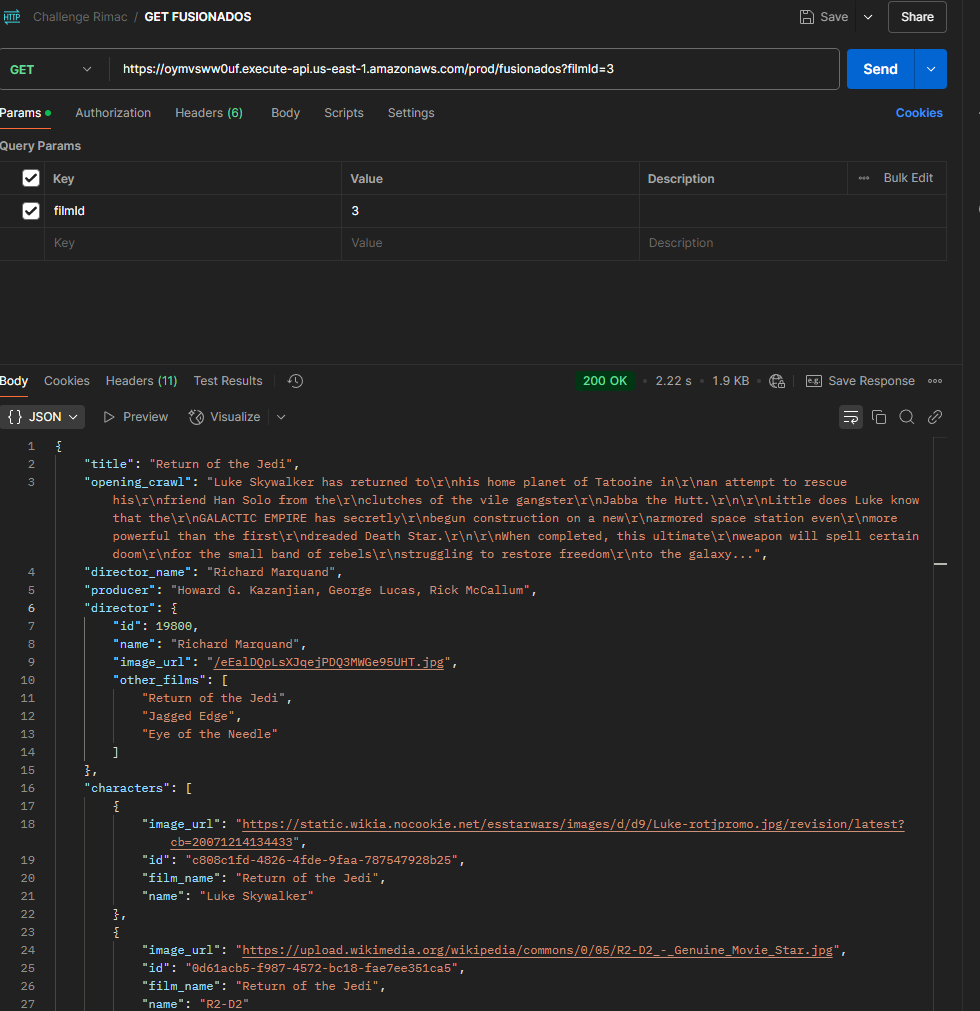 HTTP Challenge Rimac / GET FUSIONADOS Save Share
GET https://oymvsww0uf.execute-api.us-east-1.amazonaws.com/prod/fusionados?filmId=3 Send
Params Authorization Headers (6) Body Scripts Settings Cookies
Query Params
Key Value Description Bulk Edit
filmId 3
Key Value Description
Body Cookies Headers (11) Test Results 200 OK • 2.22 s • 1.9 KB • e.g. Save Response
{} JSON Preview Visualize
1 {
2 "title": "Return of the Jedi",
3 "opening_crawl": "Luke Skywalker has returned to\r\nhis home planet of Tatooine in\r\nan attempt to rescue
his\r\nfriend Han Solo from the\r\nclutches of the vile gangster\r\nJabba the Hutt.\r\n\r\nLittle does Luke know
that the\r\nGALACTIC EMPIRE has secretly\r\nbegun construction on a new\r\narmored space station even\r\nmore
powerful than the first\r\ndreaded Death Star.\r\n\r\nWhen completed, this ultimate\r\nweapon will spell certain
doom\r\nfor the small band of rebels\r\nstruggling to restore freedom\r\nto the galaxy...",
4 "director_name": "Richard Marquand",
5 "producer": "Howard G. Kazanjian, George Lucas, Rick McCallum",
6 "director": {
7 "id": 19800,
8 "name": "Richard Marquand",
9 "image_url": "/eEalDQpLsXJqejPDQ3MWGe95UHT.jpg",
10 "other_films": [
11 "Return of the Jedi",
12 "Jagged Edge",
13 "Eye of the Needle"
14 ]
15 },
16 "characters": [
17 {
18 "image_url": "https://static.wikia.nocookie.net/esstarwars/images/d/d9/Luke-rotjpromo.jpg/revision/latest?
cb=20071214134433",
19 "id": "c808c1fd-4826-4fde-9faa-787547928b25",
20 "film_name": "Return of the Jedi",
21 "name": "Luke Skywalker"
22 },
23 {
24 "image_url": "https://upload.wikimedia.org/wikipedia/commons/0/05/R2-D2_-_Genuine_Movie_Star.jpg",
25 "id": "0d61acb5-f987-4572-bc18-fae7ee351ca5",
26 "film_name": "Return of the Jedi",
27 "name": "R2-D2"